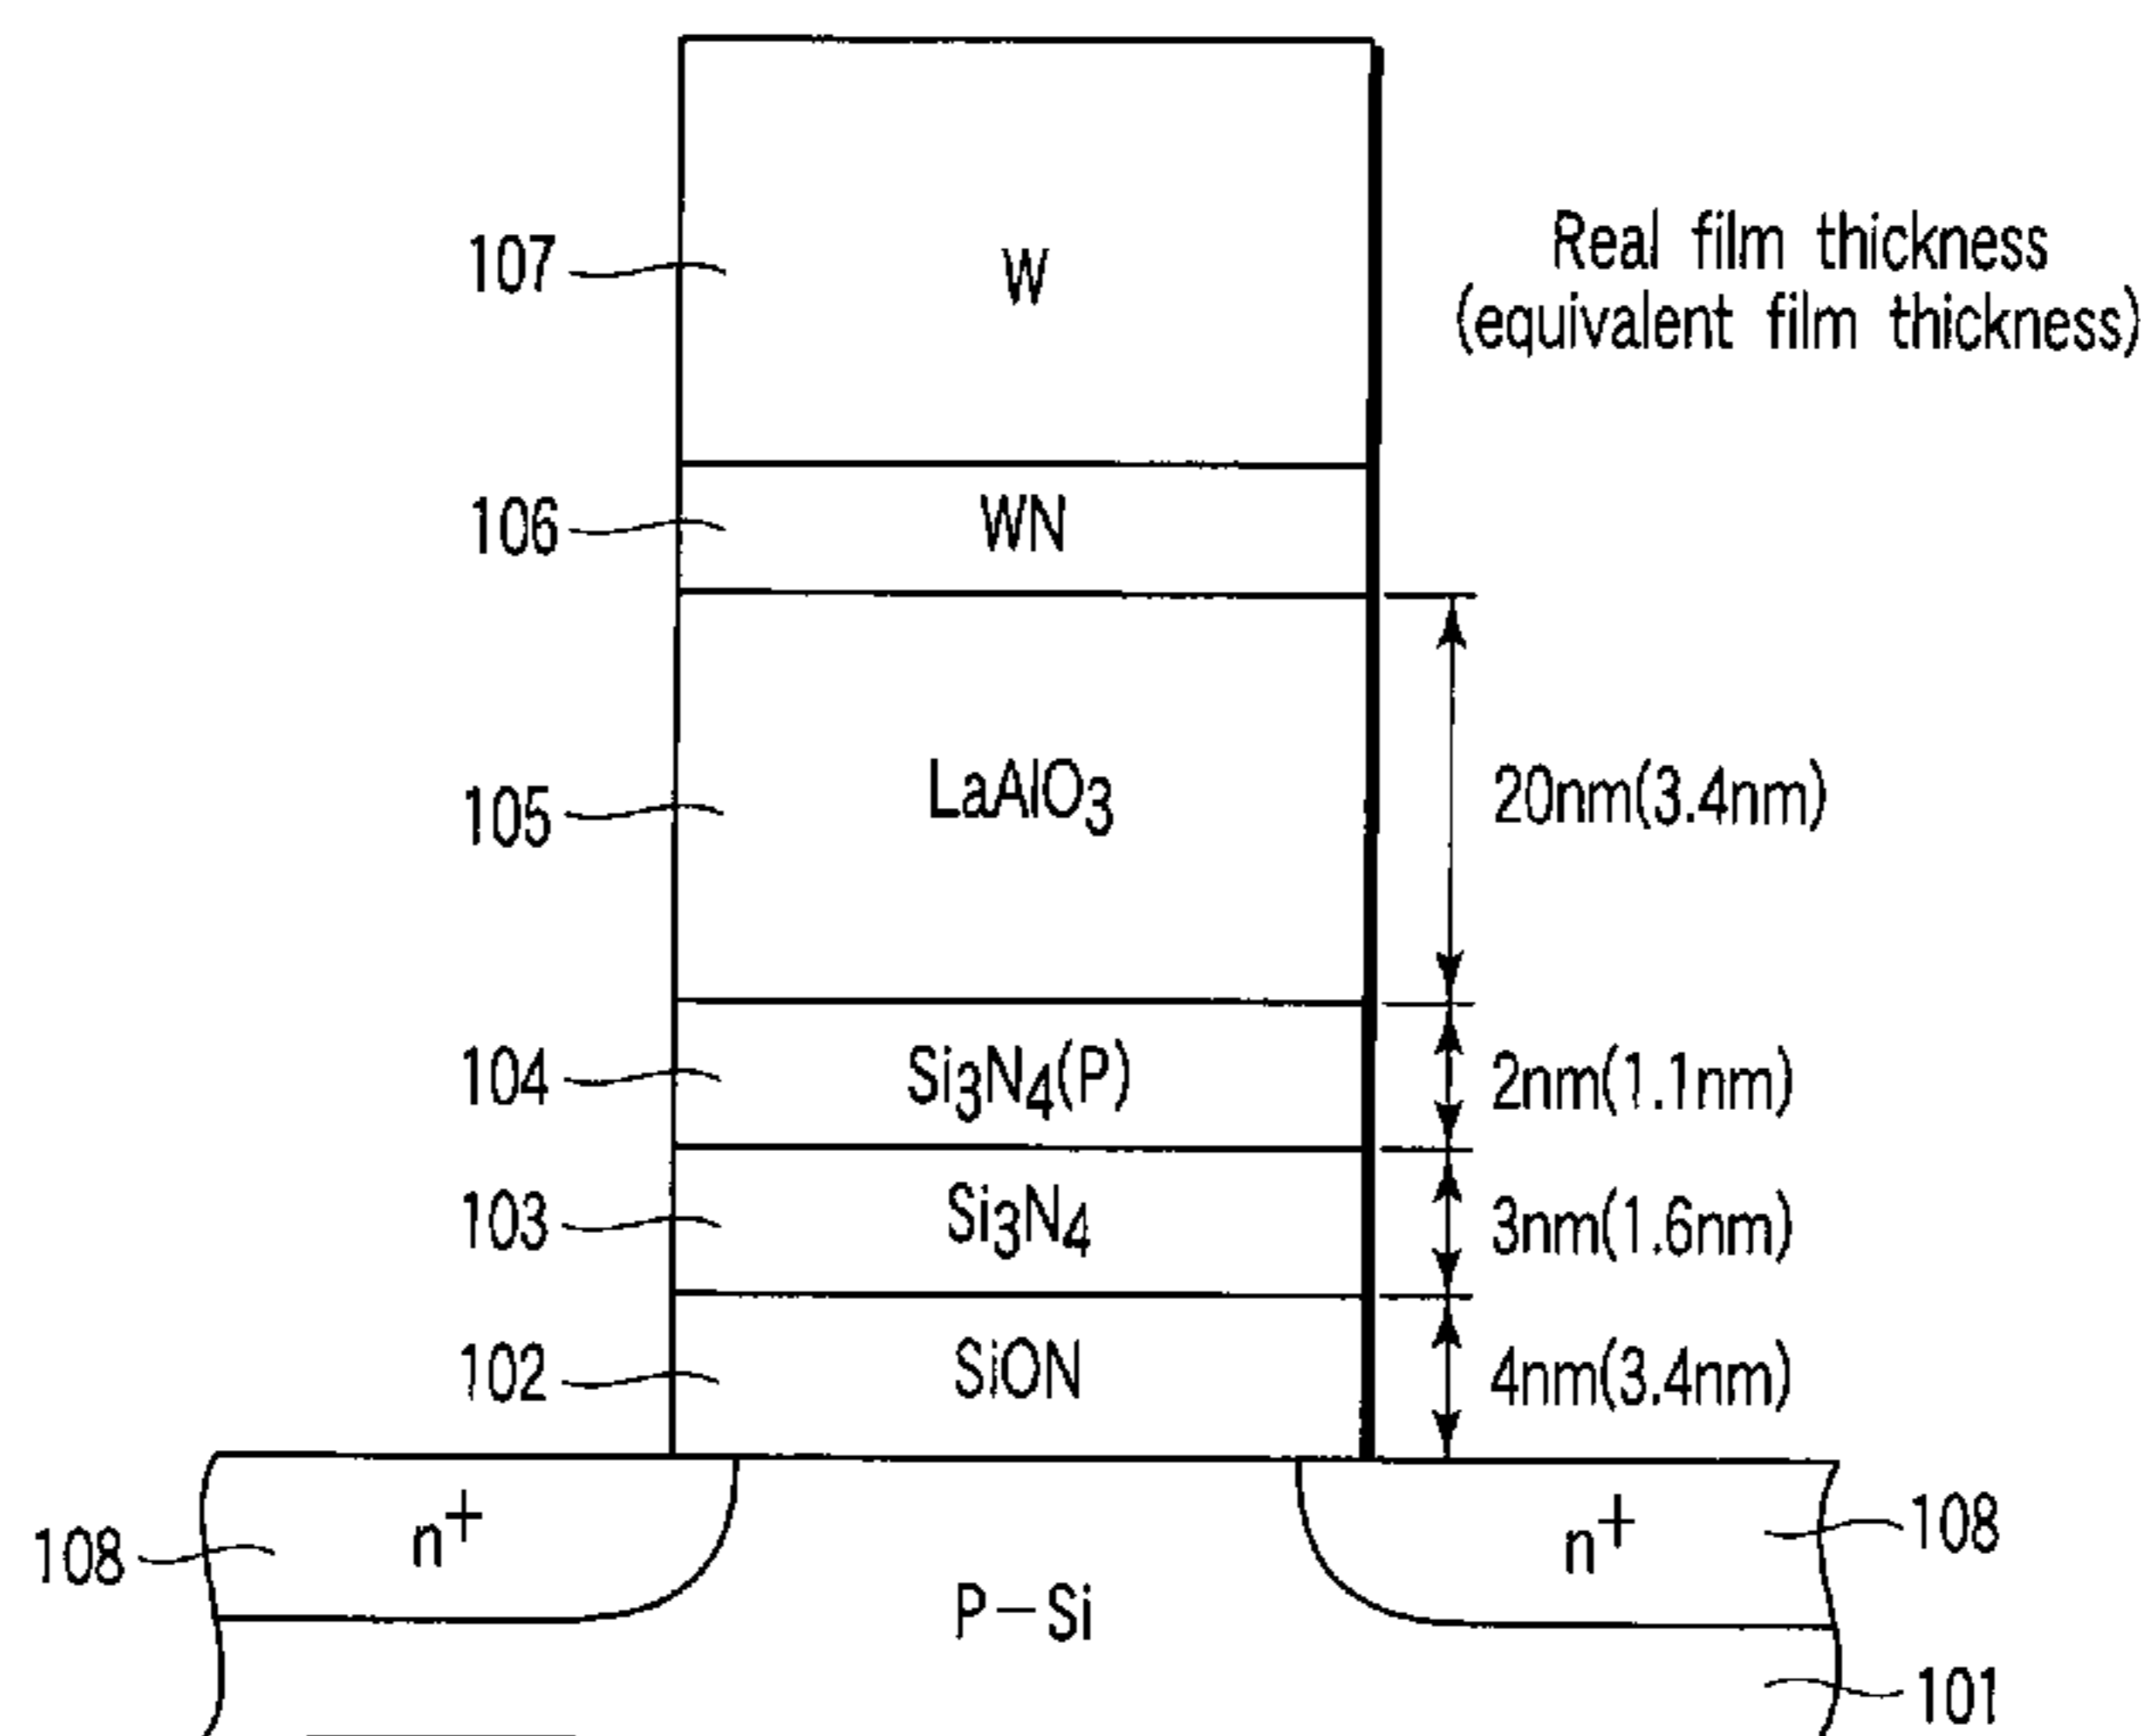 Real film thickness
(equivalent film thickness)
107
W
106
WN
105
LaAlO₃
20nm(3.4nm)
104
Si₃N₄(P)
2nm(1.1nm)
103
Si₃N₄
3nm(1.6nm)
102
SiON
4nm(3.4nm)
108
n⁺
n⁺
108
P-Si
101